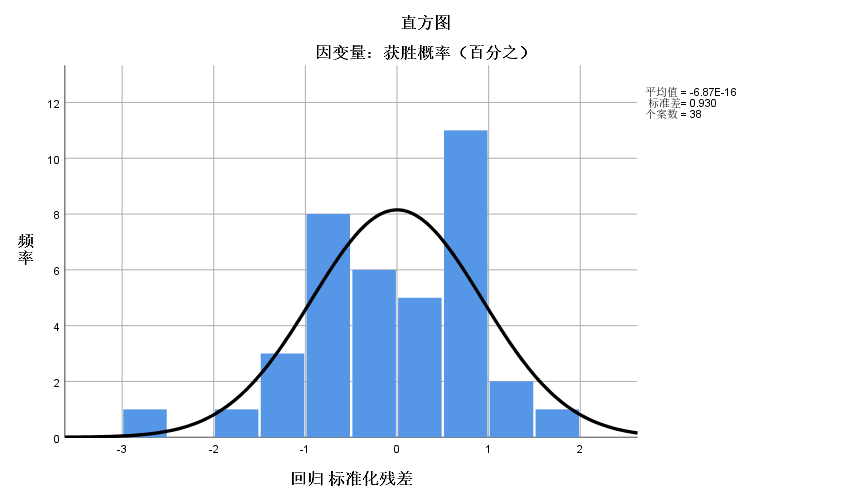 直方图
因变量：获胜概率（百分之）
平均值 = -6.87E-16
标准差= 0.930
个案数 = 38
12
10
8
6
4
2
0
频率
-3
-2
-1
0
1
2
回归 标准化残差